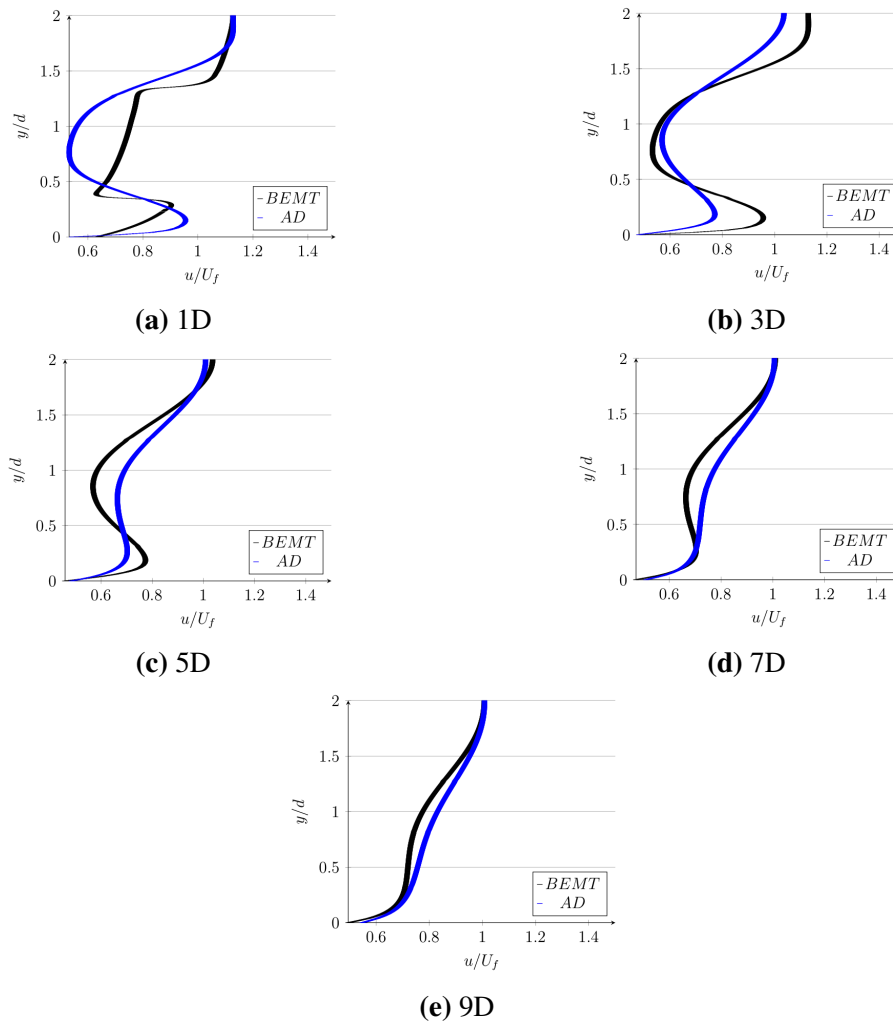 2
1.5
1
0.5
0
y/d
0.6 0.8 1 1.2 1.4
u/U_f
BEMT
AD
(a) 1D
2
1.5
1
0.5
0
y/d
0.6 0.8 1 1.2 1.4
u/U_f
BEMT
AD
(b) 3D
2
1.5
1
0.5
0
y/d
0.6 0.8 1 1.2 1.4
u/U_f
BEMT
AD
(c) 5D
2
1.5
1
0.5
0
y/d
0.6 0.8 1 1.2 1.4
u/U_f
BEMT
AD
(d) 7D
2
1.5
1
0.5
0
y/d
0.6 0.8 1 1.2 1.4
u/U_f
BEMT
AD
(e) 9D